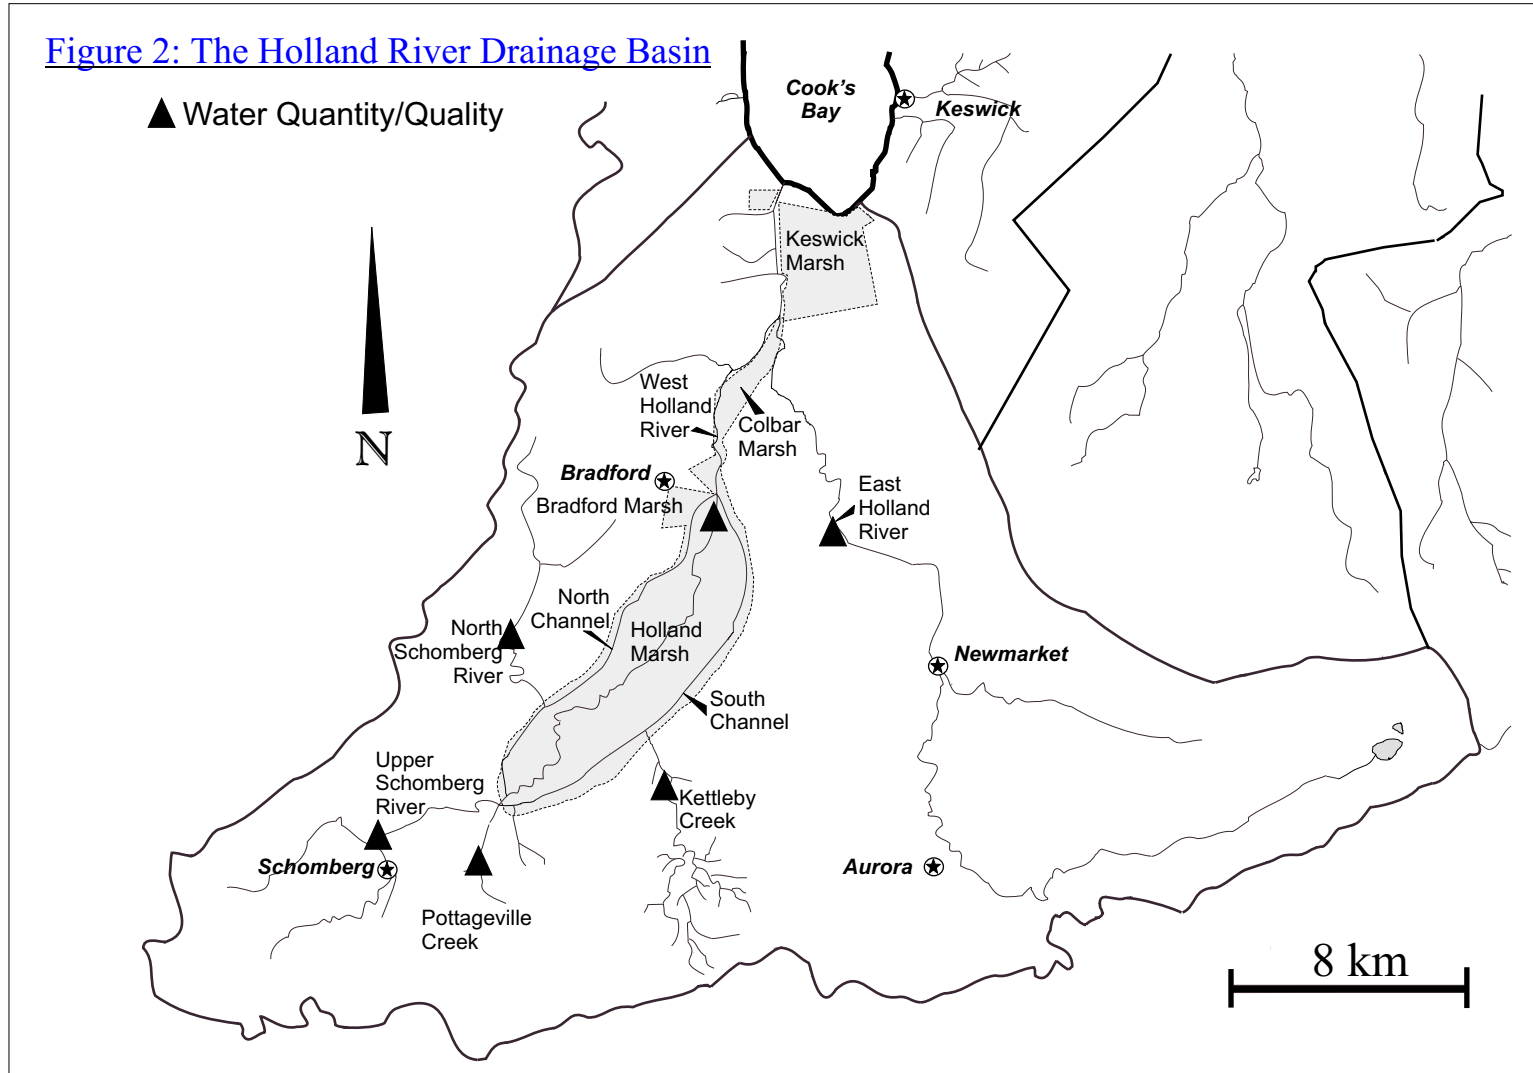 Figure 2: The Holland River Drainage Basin
Water Quantity/Quality
Cook's
Bay
Keswick
Keswick
Marsh
N
West
Holland
River
Colbar
Marsh
Bradford
Bradford Marsh
East
Holland
River
North
Channel
North
Schomberg
River
Holland
Marsh
Newmarket
South
Channel
Upper
Schomberg
River
Kettleby
Creek
Schomberg
Aurora
Pottageville
Creek
8 km